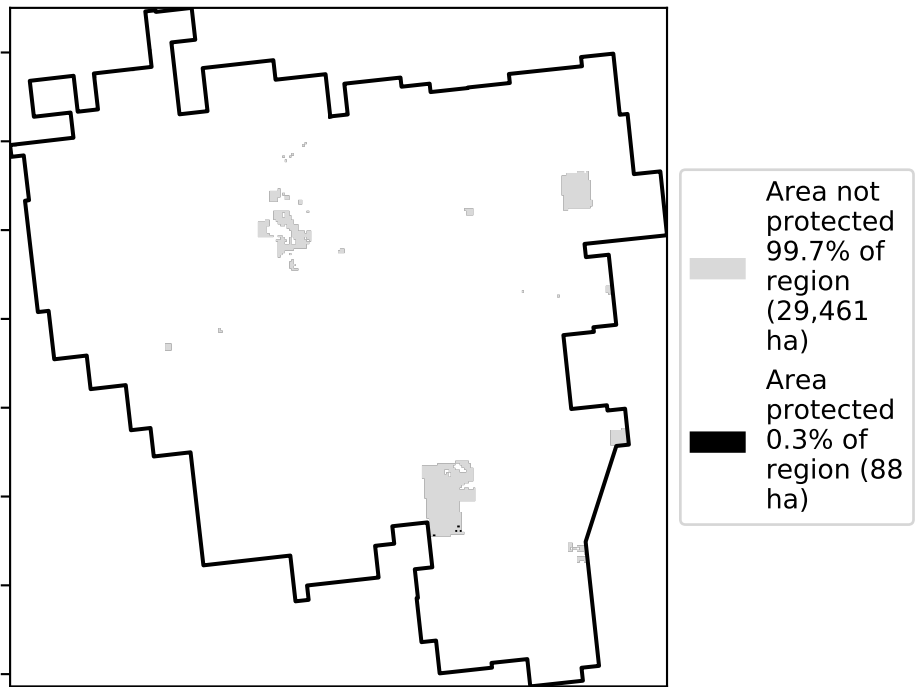 Area not
protected
99.7% of
region
(29,461
ha)
Area
protected
0.3% of
region (88
ha)